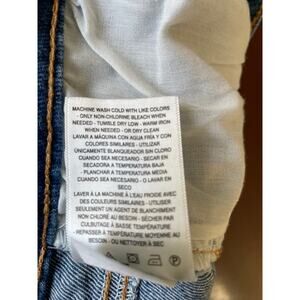 MACHINE WASH COLD WITH LIKE COLORS
- ONLY NON-CHLORINE BLEACH WHEN
NEEDED - TUMBLE DRY LOW - WARM IRON
WHEN NEEDED / OR DRY CLEAN
LAVAR A MÁQUINA CON AGUA FRÍA Y CON
COLORES SIMILARES - UTILIZAR
ÚNICAMENTE BLANQUEADOR SIN CLORO
CUANDO SEA NECESARIO - SECAR EN
SECADORA A TEMPERATURA BAJA
- PLANCHAR A TEMPERATURA MEDIA
CUANDO SEA NECESARIO - O LAVAR EN
SECO
LAVER À LA MACHINE À L'EAU FROIDE AVEC
DES COULEURS SIMILAIRES - UTILISER
SEULEMENT UN AGENT DE BLANCHIMENT
NON CHLORÉ AU BESOIN - SÉCHER PAR
CULBUTAGE À BASSE TEMPÉRATURE
- REPASSER À TEMPÉRATURE MOYENNE AU
BESOIN / OU NETTOYER À SEC